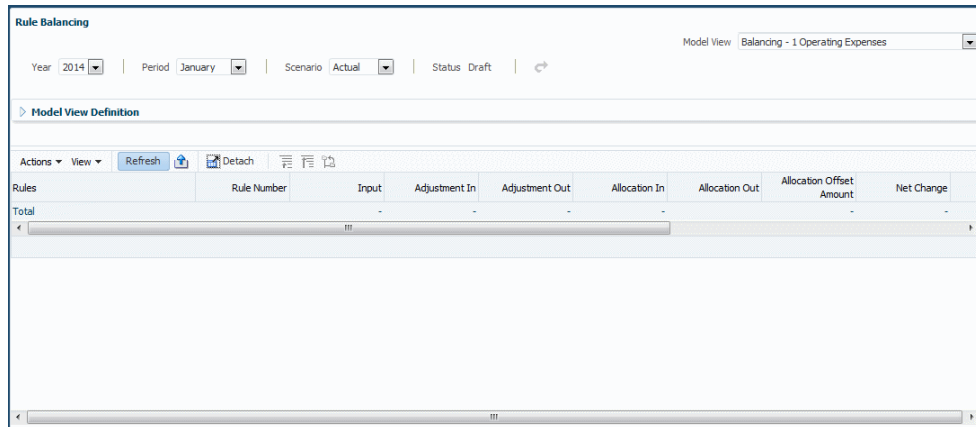 Rule Balancing
Model View Balancing - 1 Operating Expenses
Year 2014 Period January Scenario Actual Status Draft
Model View Definition
Actions View Refresh Detach
Rules Rule Number Input Adjustment In Adjustment Out Allocation In Allocation Out Allocation Offset Amount Net Change
Total - - - - - -